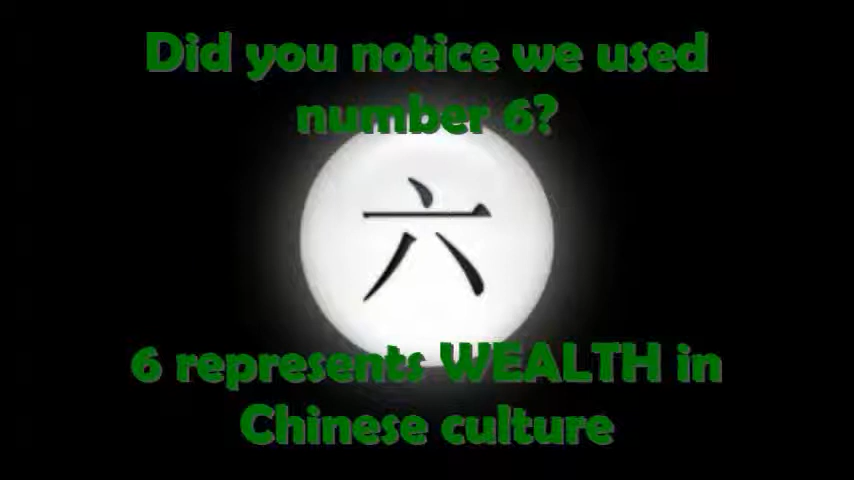 Did you notice we used
number 6?
六
6 represents WEALTH in
Chinese culture